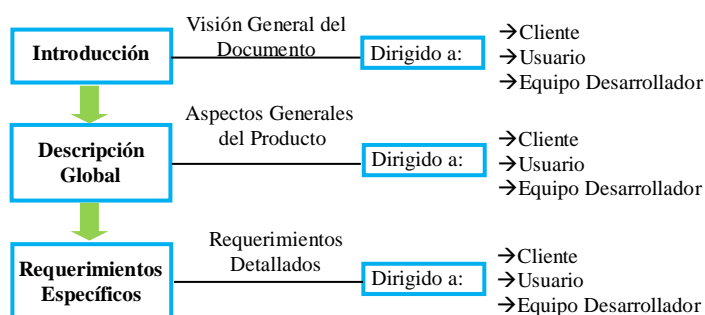 Introducción
Visión General del
Documento
Dirigido a:
→Cliente
→Usuario
→Equipo Desarrollador
Descripción
Global
Aspectos Generales
del Producto
Dirigido a:
→Cliente
→Usuario
→Equipo Desarrollador
Requerimientos
Específicos
Requerimientos
Detallados
Dirigido a:
→Cliente
→Usuario
→Equipo Desarrollador